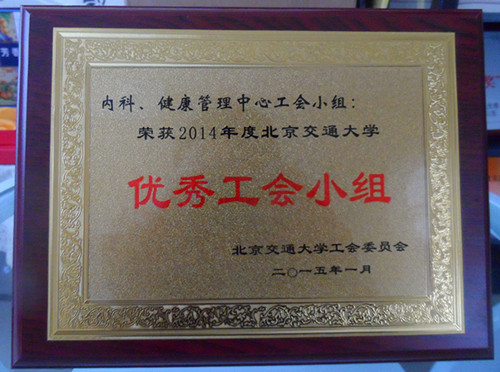 内科、健康管理中心工会小组：
荣获2014年度北京交通大学
优秀工会小组
北京交通大学工会委员会
二〇一五年一月